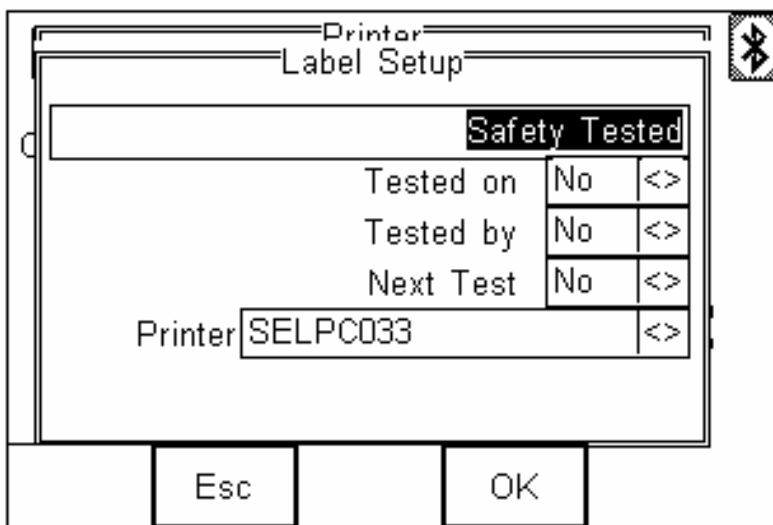 Printer
Label Setup
Safety Tested
Tested on No <>
Tested by No <>
Next Test No <>
Printer SELPC033 <>
Esc OK